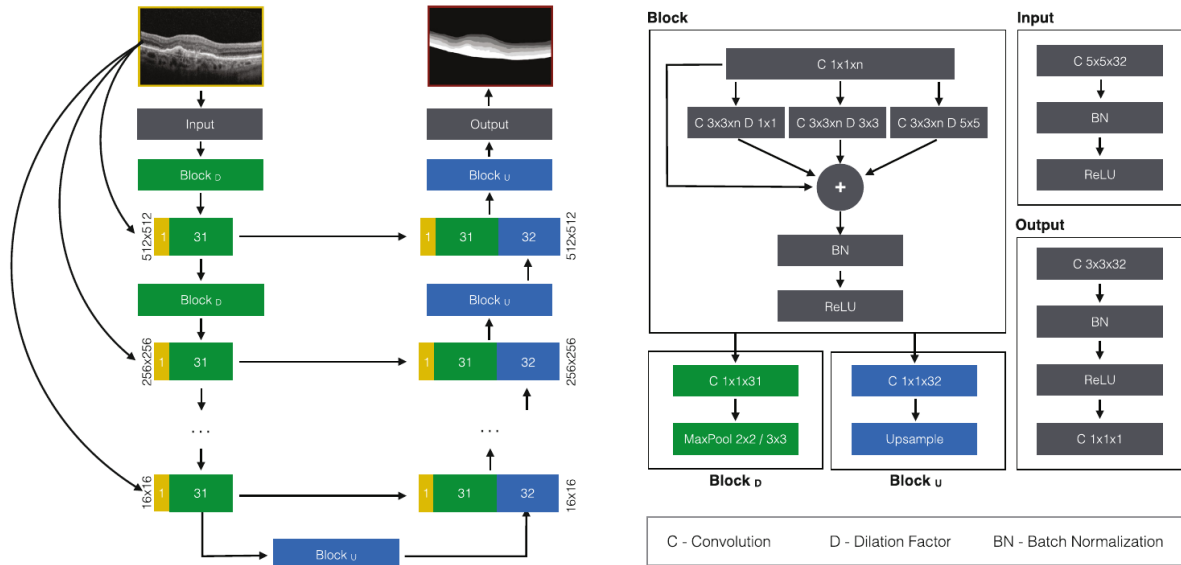 Input
Block D
512x512
1
31
Block D
256x256
1
31
...
16x16
1
31
Block U
Output
Block U
1
31
32
512x512
Block U
1
31
32
256x256
...
1
31
32
16x16
Block
C 1x1xn
C 3x3xn D 1x1
C 3x3xn D 3x3
C 3x3xn D 5x5
+
BN
ReLU
C 1x1x31
MaxPool 2x2 / 3x3
Block D
C 1x1x32
Upsample
Block U
Input
C 5x5x32
BN
ReLU
Output
C 3x3x32
BN
ReLU
C 1x1x1
C - Convolution D - Dilation Factor BN - Batch Normalization